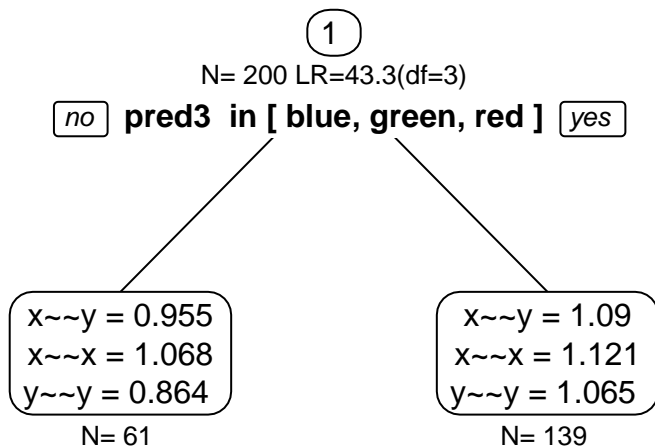 1
N= 200 LR=43.3(df=3)
no pred3 in [ blue, green, red ] yes
x~~y = 0.955
x~~x = 1.068
y~~y = 0.864
N= 61
x~~y = 1.09
x~~x = 1.121
y~~y = 1.065
N= 139